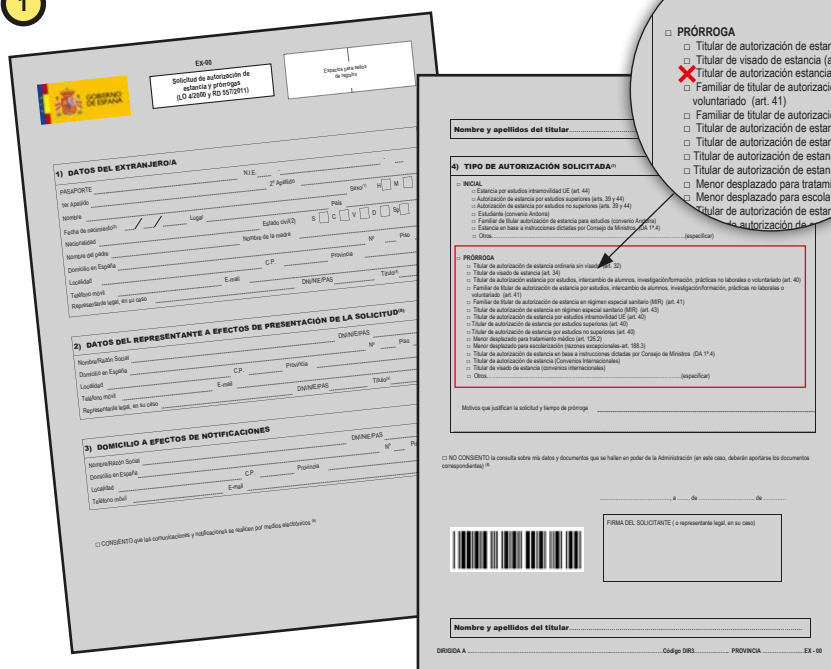 1
EX-00
GOBIERNO
DE ESPAÑA
Solicitud de autorización de
estancia y prórrogas
(LO 4/2000 y RD 557/2011)
Espacios para sellos
de registro
1) DATOS DEL EXTRANJERO/A
PASAPORTE N.I.E. -
1er Apellido 2º Apellido
Nombre Sexo(1) H M
Fecha de nacimiento(2) / / Lugar País
Nacionalidad Estado civil(3) S C V D Sp
Nombre del padre Nombre de la madre
Domicilio en España Nº Piso
Localidad C.P. Provincia
Teléfono móvil E-mail
Representante legal, en su caso DNI/NIE/PAS Título(4)
2) DATOS DEL REPRESENTANTE A EFECTOS DE PRESENTACIÓN DE LA SOLICITUD(5)
Nombre/Razón Social DNI/NIE/PAS
Domicilio en España Nº Piso
Localidad C.P. Provincia
Teléfono móvil E-mail
Representante legal, en su caso DNI/NIE/PAS Título(4)
3) DOMICILIO A EFECTOS DE NOTIFICACIONES
Nombre/Razón Social DNI/NIE/PAS
Domicilio en España Nº
Localidad C.P. Provincia
Teléfono móvil E-mail
□ CONSIENTO que las comunicaciones y notificaciones se realicen por medios electrónicos (6)
Nombre y apellidos del titular
4) TIPO DE AUTORIZACIÓN SOLICITADA(7)
□ INICIAL
□ Estancia por estudios intramovilidad UE (art. 44)
□ Autorización de estancia por estudios superiores (arts. 39 y 44)
□ Autorización de estancia por estudios no superiores (arts. 39 y 44)
□ Estudiante (convenio Andorra)
□ Familiar de titular autorización de estancia para estudios (convenio Andorra)
□ Estancia en base a instrucciones dictadas por Consejo de Ministros, (DA 1ª.4)
□ Otros (especificar)
□ PRÓRROGA
□ Titular de autorización de estancia ordinaria sin visado (art. 32)
□ Titular de visado de estancia (art. 34)
□ Titular de autorización estancia por estudios, intercambio de alumnos, investigación/formación, prácticas no laborales o voluntariado (art. 40)
□ Familiar de titular de autorización de estancia por estudios, intercambio de alumnos, investigación/formación, prácticas no laborales o
voluntariado (art. 41)
□ Familiar de titular de autorización de estancia en régimen especial sanitario (MIR) (art. 41)
□ Titular de autorización de estancia en régimen especial sanitario (MIR) (art. 43)
□ Titular de autorización de estancia por estudios intramovilidad UE (art. 40)
□ Titular de autorización de estancia por estudios superiores (art. 40)
□ Titular de autorización de estancia por estudios no superiores (art. 40)
□ Menor desplazado para tratamiento médico (art. 126.2)
□ Menor desplazado para escolarización (razones excepcionales-art. 188.3)
□ Titular de autorización de estancia en base a instrucciones dictadas por Consejo de Ministros (DA 1ª.4)
□ Titular de autorización de estancia (Convenios Internacionales)
□ Titular de visado de estancia (convenios internacionales)
□ Otros (especificar)
Motivos que justifican la solicitud y tiempo de prórroga
□ NO CONSIENTO la consulta sobre mis datos y documentos que se hallen en poder de la Administración (en este caso, deberán aportarse los documentos
correspondientes) (8)
, a de de
FIRMA DEL SOLICITANTE ( o representante legal, en su caso)
Nombre y apellidos del titular
DIRIGIDA A Código DIR3 PROVINCIA EX - 00
□ PRÓRROGA
□ Titular de autorización de
□ Titular de visado de estancia
Titular de autorización estancia
□ Familiar de titular de
voluntariado (art. 41)
□ Familiar de titular de
□ Titular de autorización de
□ Titular de autorización de
□ Titular de autorización de
□ Titular de autorización de
□ Menor desplazado para
□ Menor desplazado para
Titular de autorización de
autorización de